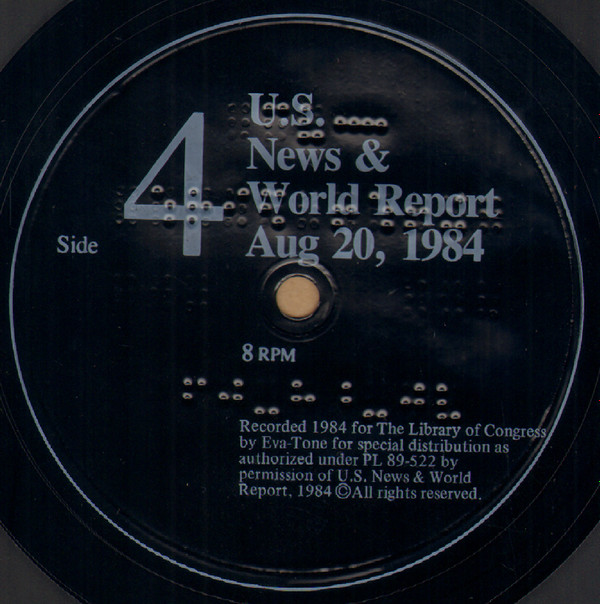 4
U.S.
News &
World Report
Aug 20, 1984
Side
8 RPM
Recorded 1984 for The Library of Congress
by Eva-Tone for special distribution as
authorized under PL 89-522 by
permission of U.S. News & World
Report, 1984 ©All rights reserved.